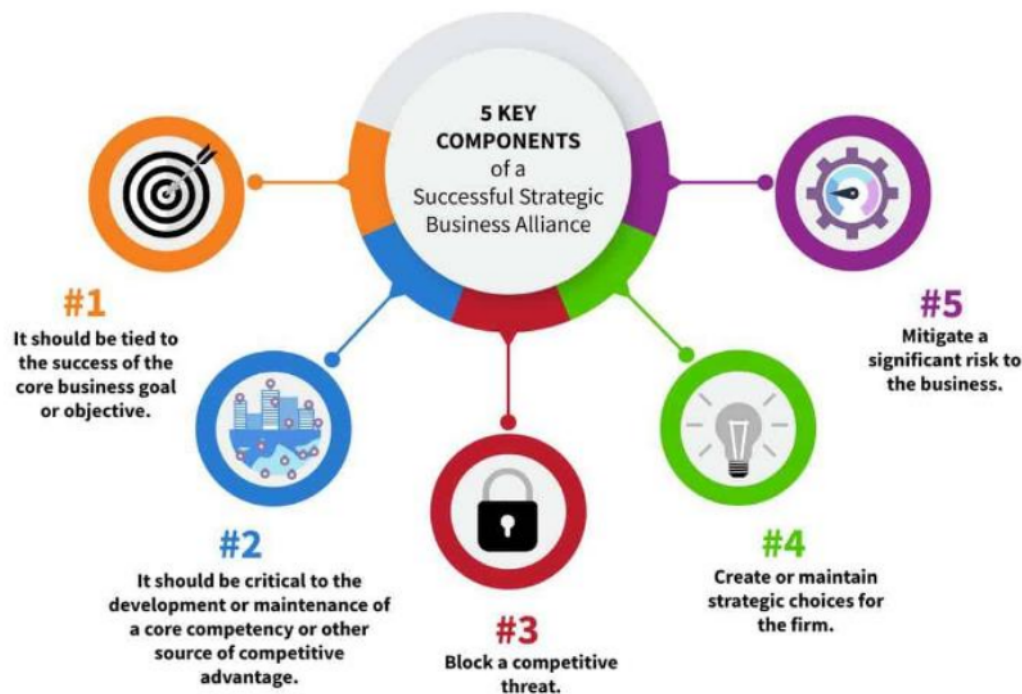 5 KEY
COMPONENTS
of a
Successful Strategic
Business Alliance
#1
It should be tied to
the success of the
core business goal
or objective.
#2
It should be critical to the
development or maintenance of
a core competency or other
source of competitive
advantage.
#3
Block a competitive
threat.
#4
Create or maintain
strategic choices for
the firm.
#5
Mitigate a
significant risk to
the business.